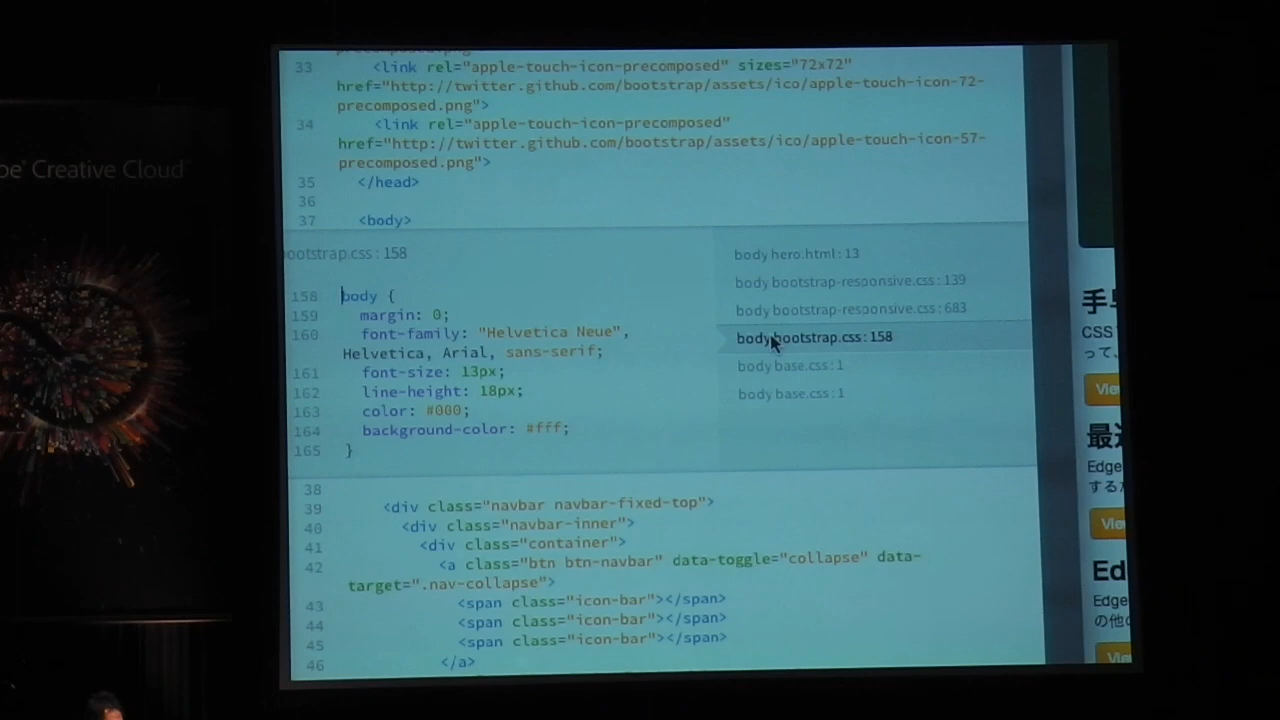 Creative Cloud
33 <link rel="apple-touch-icon-precomposed" sizes="72x72"
href="http://twitter.github.com/bootstrap/assets/ico/apple-touch-icon-72-
precomposed.png">
34 <link rel="apple-touch-icon-precomposed"
href="http://twitter.github.com/bootstrap/assets/ico/apple-touch-icon-57-
precomposed.png">
35 </head>
36
37 <body>
ootstrap.css : 158
158 body {
159 margin: 0;
160 font-family: "Helvetica Neue",
Helvetica, Arial, sans-serif;
161 font-size: 13px;
162 line-height: 18px;
163 color: #000;
164 background-color: #fff;
165 }
body hero.html : 13
body bootstrap-responsive.css : 139
body bootstrap-responsive.css : 683
body bootstrap.css : 158
body base.css : 1
body base.css : 1
38
39 <div class="navbar navbar-fixed-top">
40 <div class="navbar-inner">
41 <div class="container">
42 <a class="btn btn-navbar" data-toggle="collapse" data-
target=".nav-collapse">
43 <span class="icon-bar"></span>
44 <span class="icon-bar"></span>
45 <span class="icon-bar"></span>
46 </a>
CSS
って、
Edge
Edge
の他の